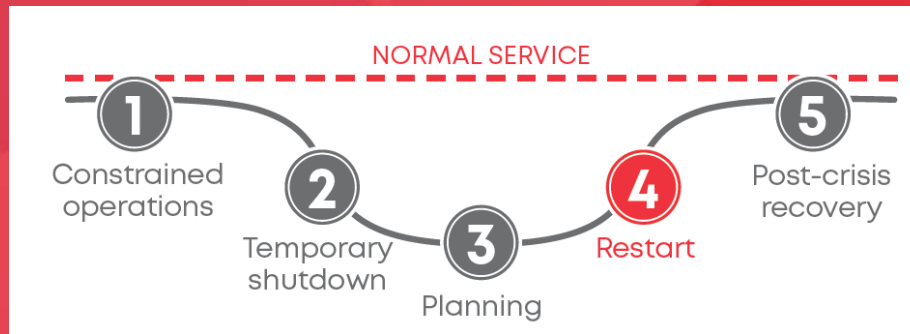 NORMAL SERVICE
1
Constrained
operations
2
Temporary
shutdown
3
Planning
4
Restart
5
Post-crisis
recovery